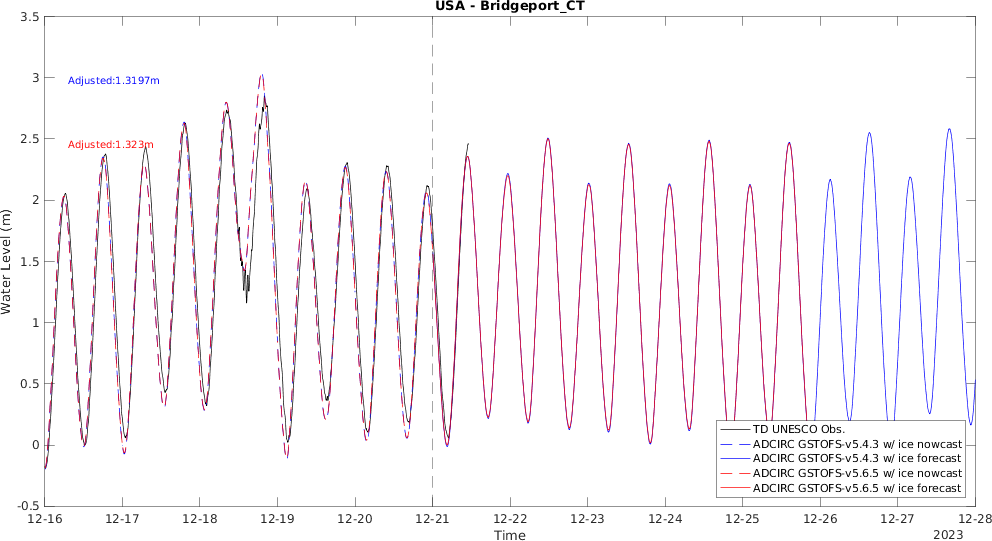 USA - Bridgeport_CT
3.5
3
2.5
2
1.5
1
0.5
0
-0.5
Water Level (m)
Adjusted:1.3197m
Adjusted:1.323m
TD UNESCO Obs.
ADCIRC GSTOFS-v5.4.3 w/ ice nowcast
ADCIRC GSTOFS-v5.4.3 w/ ice forecast
ADCIRC GSTOFS-v5.6.5 w/ ice nowcast
ADCIRC GSTOFS-v5.6.5 w/ ice forecast
12-16 12-17 12-18 12-19 12-20 12-21 12-22 12-23 12-24 12-25 12-26 12-27 12-28
Time
2023